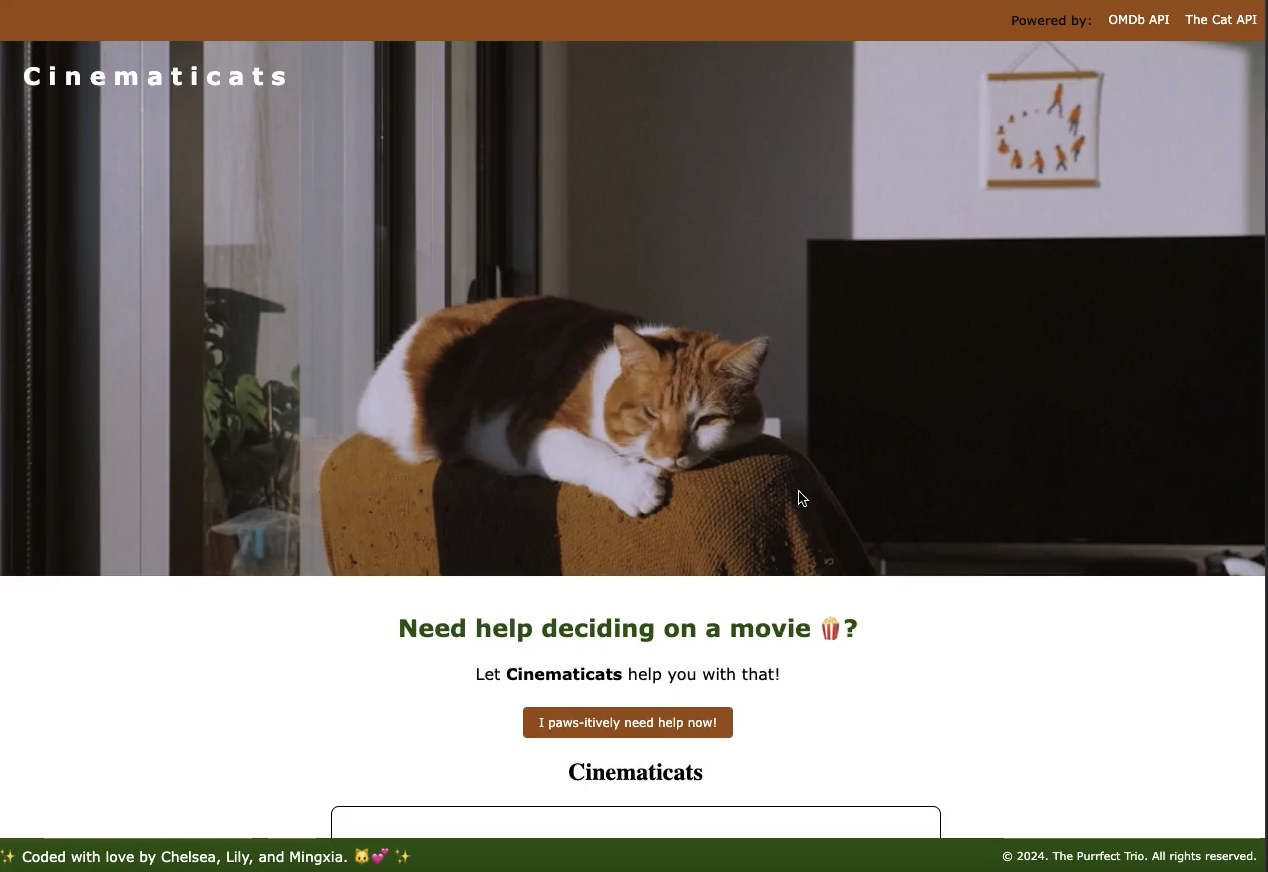 Powered by: OMDb API The Cat API
Cinematicats
Need help deciding on a movie 🍿?
Let Cinematicats help you with that!
I paws-itively need help now!
Cinematicats
✨ Coded with love by Chelsea, Lily, and Mingxia. 🐱💕 ✨
© 2024. The Purrfect Trio. All rights reserved.